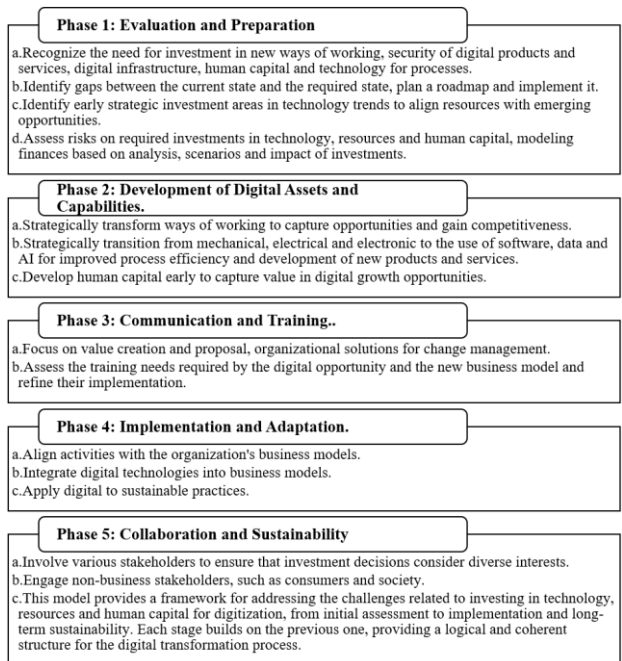 Phase 1: Evaluation and Preparation
a.Recognize the need for investment in new ways of working, security of digital products and
services, digital infrastructure, human capital and technology for processes.
b.Identify gaps between the current state and the required state, plan a roadmap and implement it.
c.Identify early strategic investment areas in technology trends to align resources with emerging
opportunities.
d.Assess risks on required investments in technology, resources and human capital, modeling
finances based on analysis, scenarios and impact of investments.
Phase 2: Development of Digital Assets and
Capabilities.
a.Strategically transform ways of working to capture opportunities and gain competitiveness.
b.Strategically transition from mechanical, electrical and electronic to the use of software, data and
AI for improved process efficiency and development of new products and services.
c.Develop human capital early to capture value in digital growth opportunities.
Phase 3: Communication and Training..
a.Focus on value creation and proposal, organizational solutions for change management.
b.Assess the training needs required by the digital opportunity and the new business model and
refine their implementation.
Phase 4: Implementation and Adaptation.
a.Align activities with the organization's business models.
b.Integrate digital technologies into business models.
c.Apply digital to sustainable practices.
Phase 5: Collaboration and Sustainability
a.Involve various stakeholders to ensure that investment decisions consider diverse interests.
b.Engage non-business stakeholders, such as consumers and society.
c.This model provides a framework for addressing the challenges related to investing in technology,
resources and human capital for digitization, from initial assessment to implementation and long-
term sustainability. Each stage builds on the previous one, providing a logical and coherent
structure for the digital transformation process.